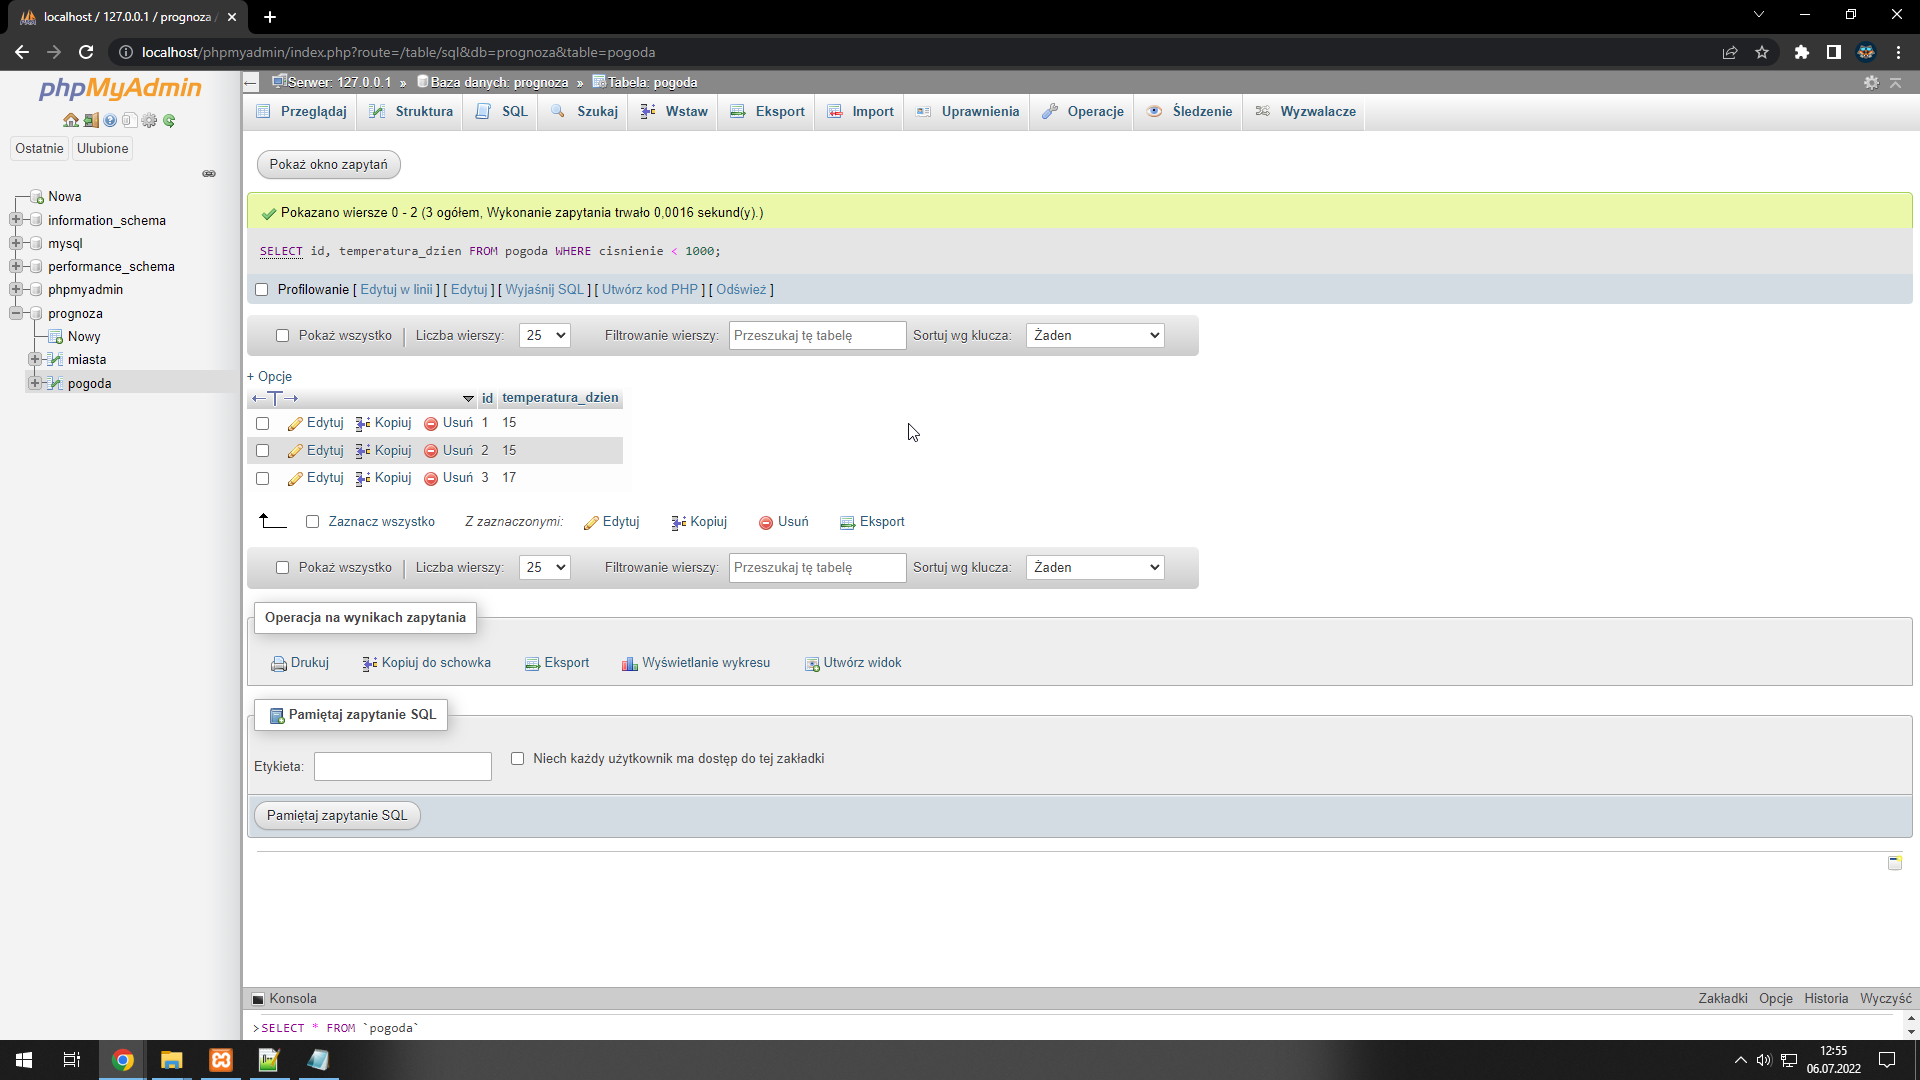 localhost / 127.0.0.1 / prognoza /
localhost/phpmyadmin/index.php?route=/table/sql&db=prognoza&table=pogoda
phpMyAdmin
Ostatnie Ulubione
Nowa
information_schema
mysql
performance_schema
phpmyadmin
prognoza
Nowy
miasta
pogoda
Serwer: 127.0.0.1 » Baza danych: prognoza » Tabela: pogoda
Przeglądaj Struktura SQL Szukaj Wstaw Eksport Import Uprawnienia Operacje Śledzenie Wyzwalacze
Pokaż okno zapytań
Pokazano wiersze 0 - 2 (3 ogółem, Wykonanie zapytania trwało 0,0016 sekund(y).)
SELECT id, temperatura_dzien FROM pogoda WHERE cisnienie < 1000;
Profilowanie [ Edytuj w linii ] [ Edytuj ] [ Wyjaśnij SQL ] [ Utwórz kod PHP ] [ Odśwież ]
Pokaż wszystko | Liczba wierszy: 25 Filtrowanie wierszy: Przeszukaj tę tabelę Sortuj wg klucza: Żaden
+ Opcje
←T→ id temperatura_dzien
Edytuj Kopiuj Usuń 1 15
Edytuj Kopiuj Usuń 2 15
Edytuj Kopiuj Usuń 3 17
Zaznacz wszystko Z zaznaczonymi: Edytuj Kopiuj Usuń Eksport
Pokaż wszystko | Liczba wierszy: 25 Filtrowanie wierszy: Przeszukaj tę tabelę Sortuj wg klucza: Żaden
Operacja na wynikach zapytania
Drukuj Kopiuj do schowka Eksport Wyświetlanie wykresu Utwórz widok
Pamiętaj zapytanie SQL
Etykieta: Niech każdy użytkownik ma dostęp do tej zakładki
Pamiętaj zapytanie SQL
Konsola Zakładki Opcje Historia Wyczyść
>SELECT * FROM `pogoda`
12:55
06.07.2022